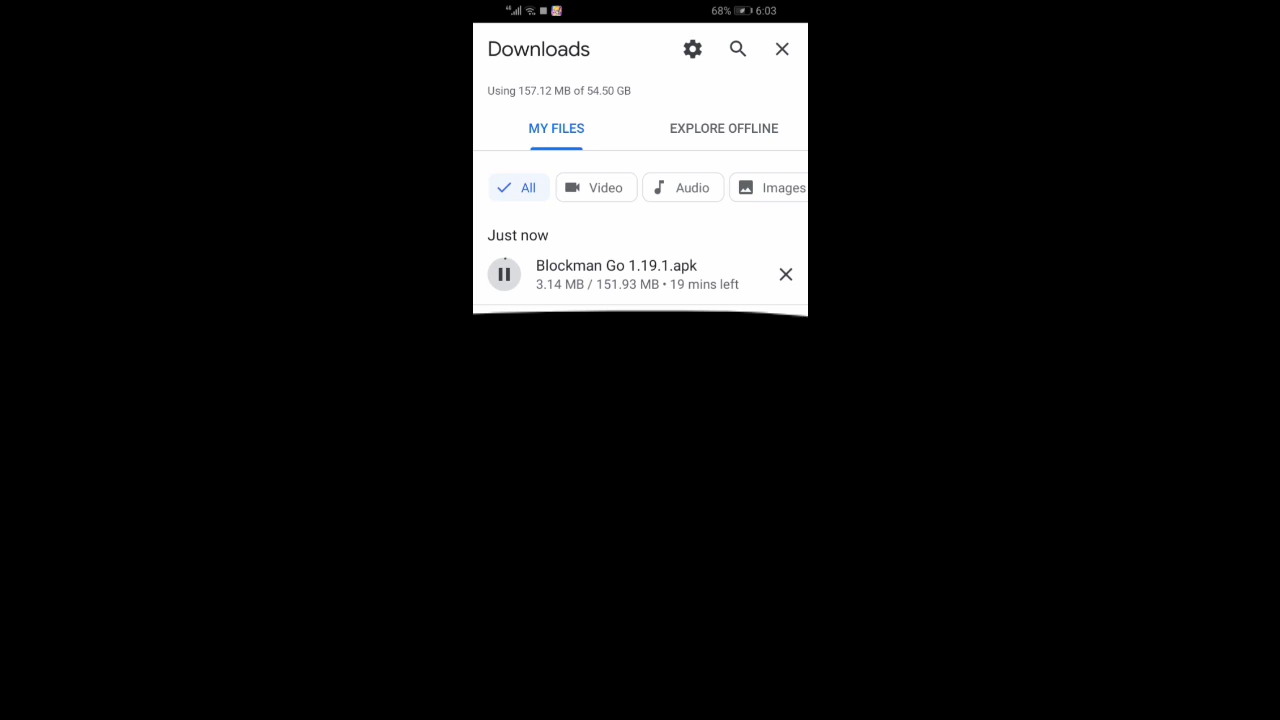 68% 6:03
Downloads
Using 157.12 MB of 54.50 GB
MY FILES EXPLORE OFFLINE
All Video Audio Images
Just now
Blockman Go 1.19.1.apk
3.14 MB / 151.93 MB • 19 mins left